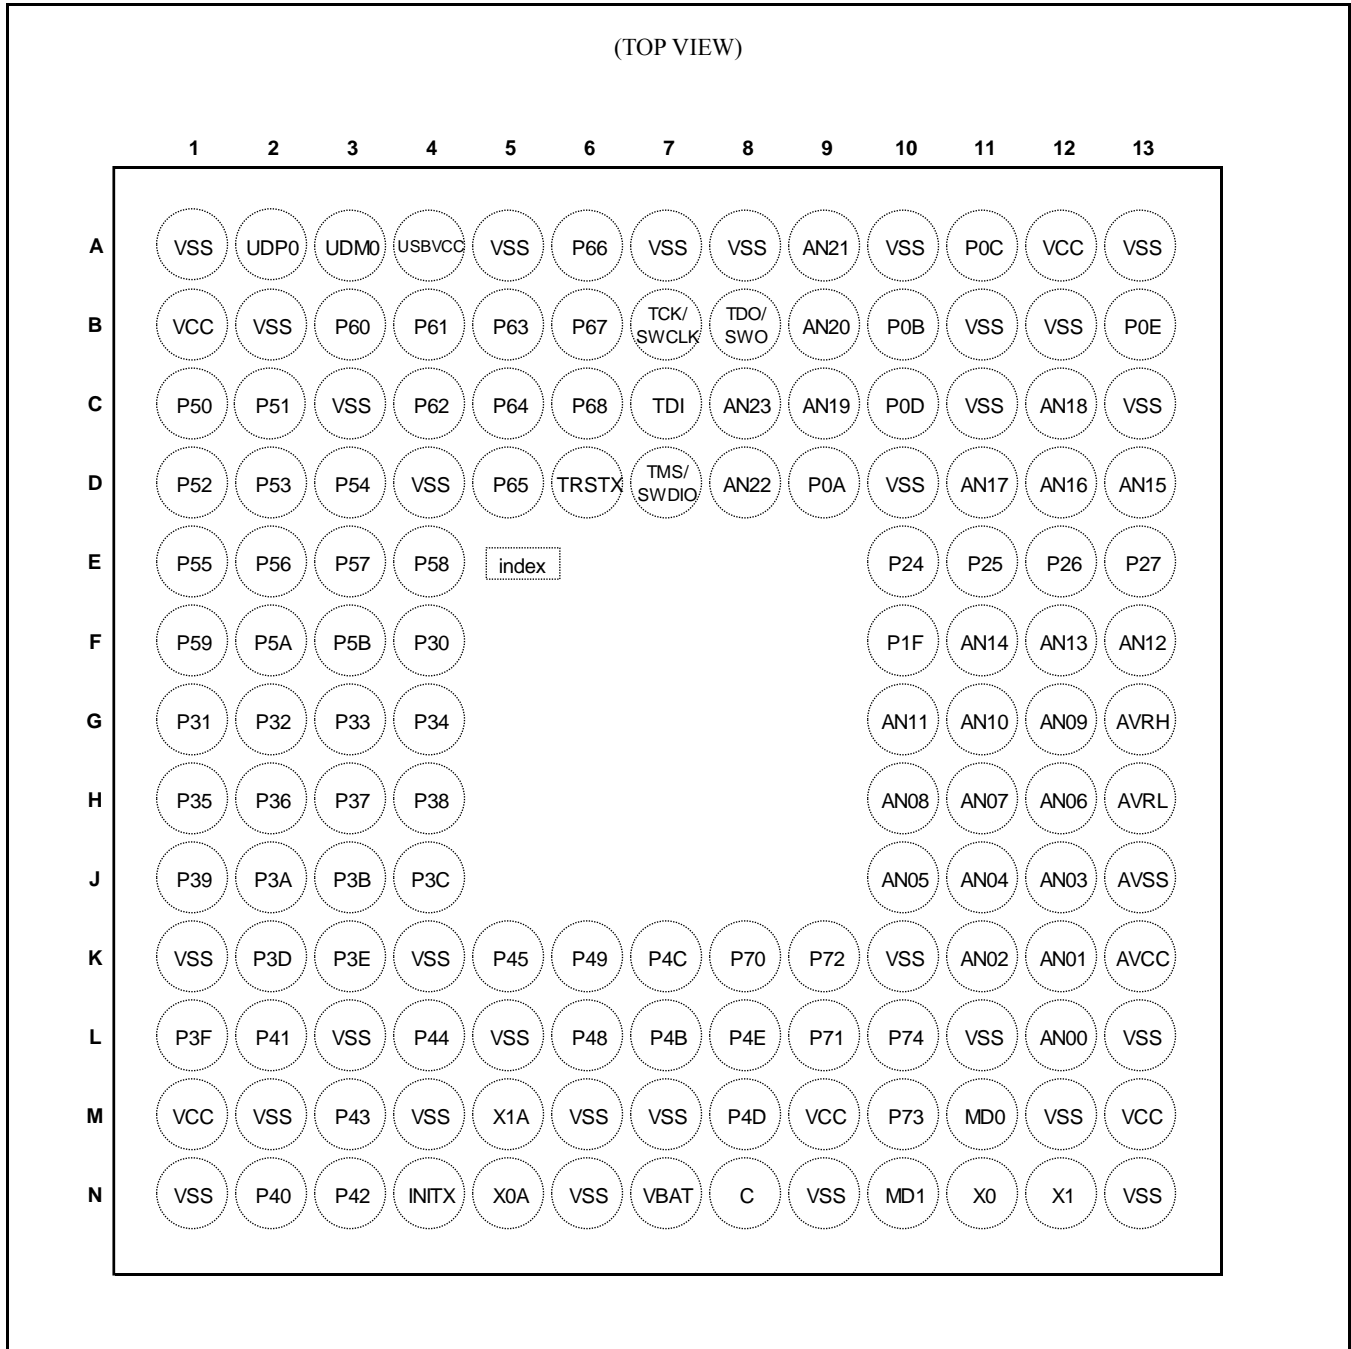 (TOP VIEW)
1 2 3 4 5 6 7 8 9 10 11 12 13
A VSS UDP0 UDM0 USBVCC VSS P66 VSS VSS AN21 VSS P0C VCC VSS
B VCC VSS P60 P61 P63 P67 TCK/ SWCLK TDO/ SWO AN20 P0B VSS VSS P0E
C P50 P51 VSS P62 P64 P68 TDI AN23 AN19 P0D VSS AN18 VSS
D P52 P53 P54 VSS P65 TRSTX TMS/ SWDIO AN22 P0A VSS AN17 AN16 AN15
E P55 P56 P57 P58 index P24 P25 P26 P27
F P59 P5A P5B P30 P1F AN14 AN13 AN12
G P31 P32 P33 P34 AN11 AN10 AN09 AVRH
H P35 P36 P37 P38 AN08 AN07 AN06 AVRL
J P39 P3A P3B P3C AN05 AN04 AN03 AVSS
K VSS P3D P3E VSS P45 P49 P4C P70 P72 VSS AN02 AN01 AVCC
L P3F P41 VSS P44 VSS P48 P4B P4E P71 P74 VSS AN00 VSS
M VCC VSS P43 VSS X1A VSS VSS P4D VCC P73 MD0 VSS VCC
N VSS P40 P42 INITX X0A VSS VBAT C VSS MD1 X0 X1 VSS